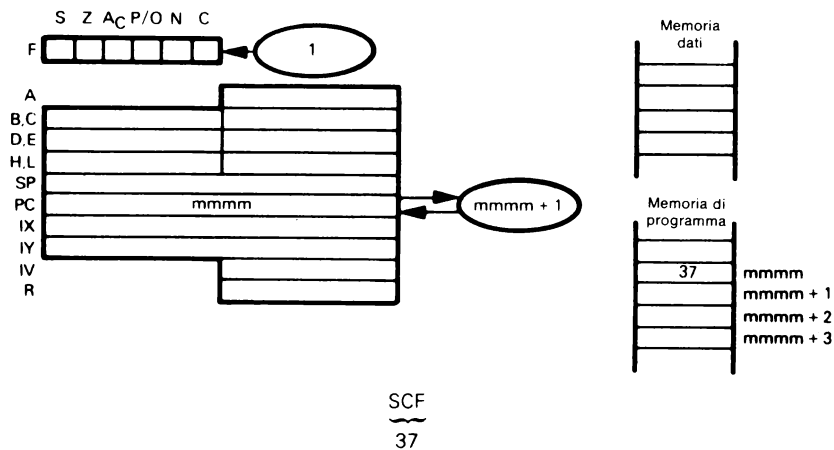 S Z AC P/O N C
F
1
A
B,C
D,E
H,L
SP
PC mmmm mmmm + 1
IX
IY
IV
R
Memoria
dati
Memoria di
programma
37 mmmm
mmmm + 1
mmmm + 2
mmmm + 3
SCF
37